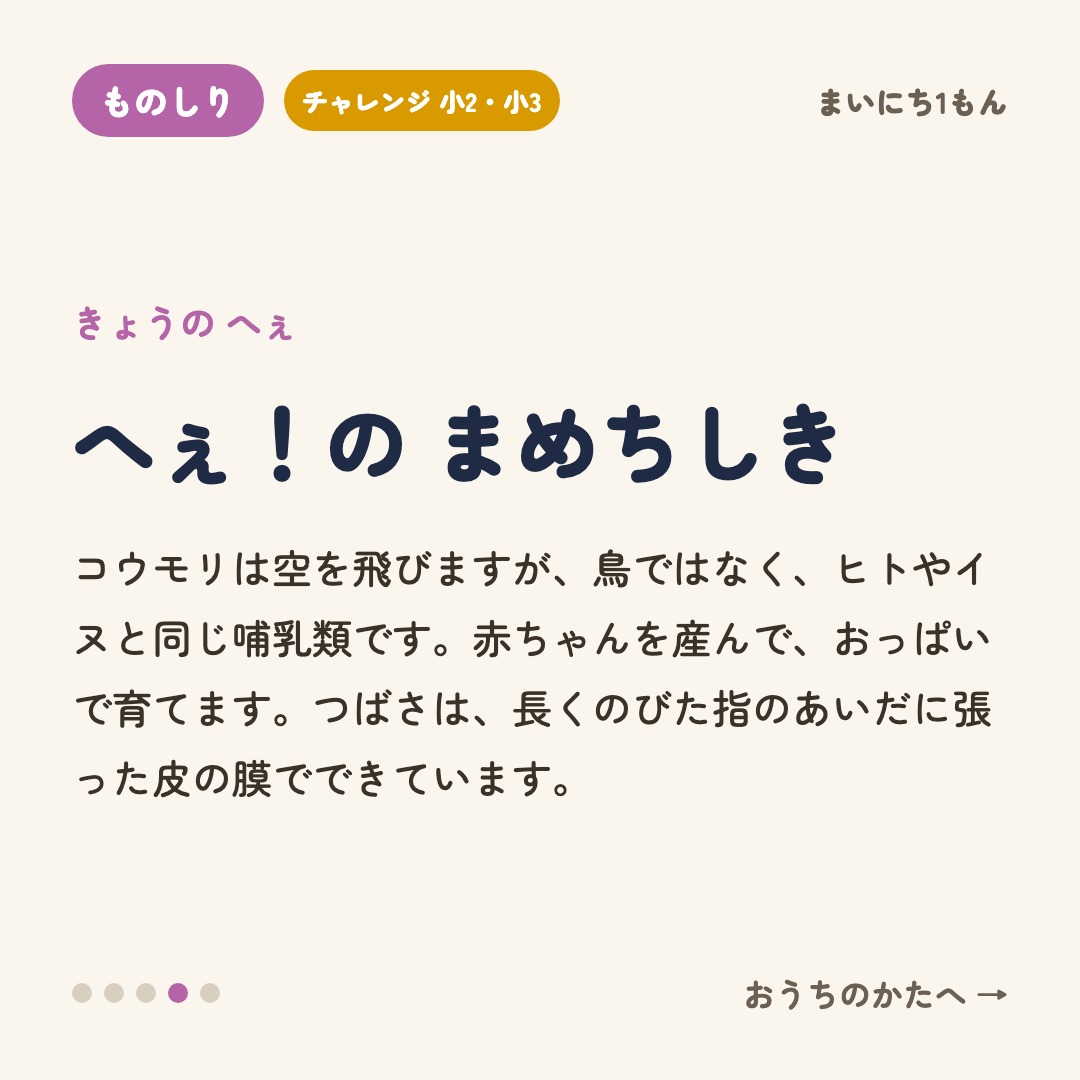 ものしり
チャレンジ 小2・小3
まいにち1もん
きょうの へぇ
へぇ！の まめちしき
コウモリは空を飛びますが、鳥ではなく、ヒトやイ
ヌと同じ哺乳類です。赤ちゃんを産んで、おっぱい
で育てます。つばさは、長くのびた指のあいだに張
った皮の膜でできています。
おうちのかたへ →